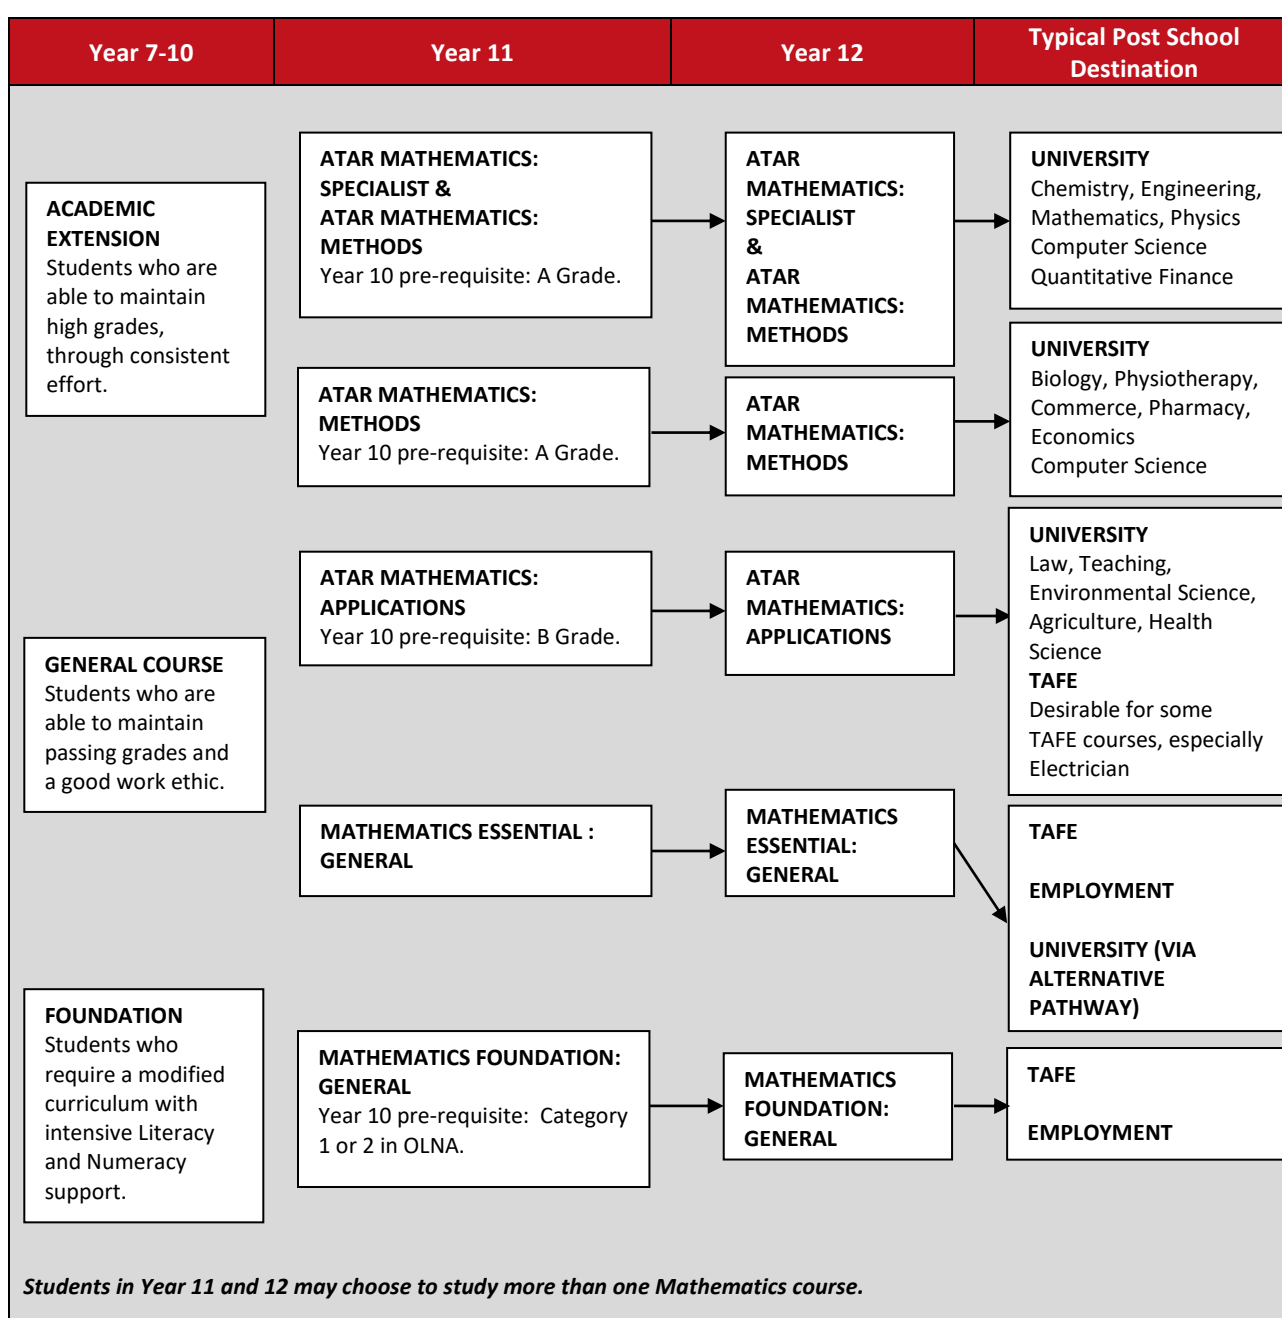 Year 7-10
Year 11
Year 12
Typical Post School
Destination
ACADEMIC
EXTENSION
Students who are
able to maintain
high grades,
through consistent
effort.
ATAR MATHEMATICS:
SPECIALIST &
ATAR MATHEMATICS:
METHODS
Year 10 pre-requisite: A Grade.
ATAR
MATHEMATICS:
SPECIALIST
&
ATAR
MATHEMATICS:
METHODS
UNIVERSITY
Chemistry, Engineering,
Mathematics, Physics
Computer Science
Quantitative Finance
ATAR MATHEMATICS:
METHODS
Year 10 pre-requisite: A Grade.
ATAR
MATHEMATICS:
METHODS
UNIVERSITY
Biology, Physiotherapy,
Commerce, Pharmacy,
Economics
Computer Science
GENERAL COURSE
Students who are
able to maintain
passing grades and
a good work ethic.
ATAR MATHEMATICS:
APPLICATIONS
Year 10 pre-requisite: B Grade.
ATAR
MATHEMATICS:
APPLICATIONS
UNIVERSITY
Law, Teaching,
Environmental Science,
Agriculture, Health
Science
TAFE
Desirable for some
TAFE courses, especially
Electrician
MATHEMATICS ESSENTIAL :
GENERAL
MATHEMATICS
ESSENTIAL:
GENERAL
TAFE
EMPLOYMENT
UNIVERSITY (VIA
ALTERNATIVE
PATHWAY)
FOUNDATION
Students who
require a modified
curriculum with
intensive Literacy
and Numeracy
support.
MATHEMATICS FOUNDATION:
GENERAL
Year 10 pre-requisite:  Category
1 or 2 in OLNA.
MATHEMATICS
FOUNDATION:
GENERAL
TAFE
EMPLOYMENT
Students in Year 11 and 12 may choose to study more than one Mathematics course.